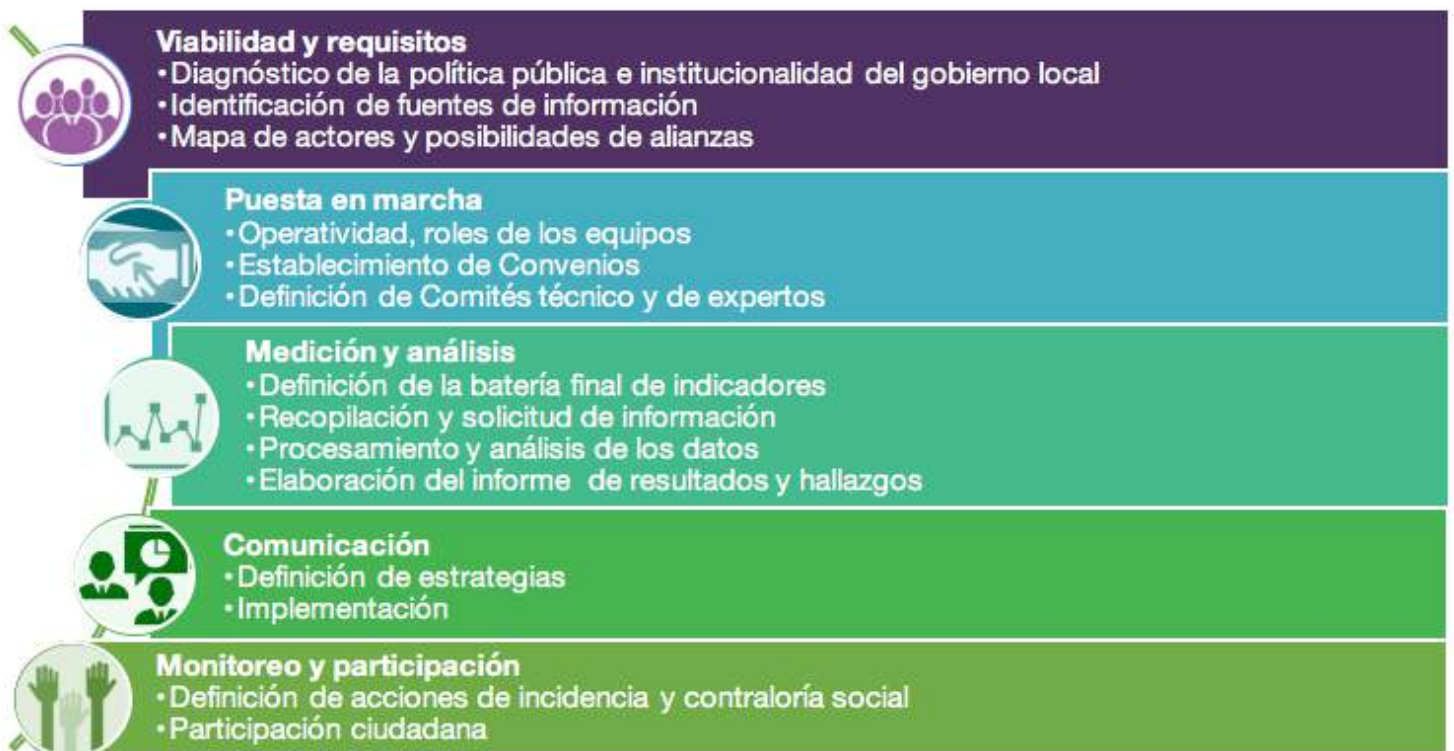 Viabilidad y requisitos
•Diagnóstico de la política pública e institucionalidad del gobierno local
•Identificación de fuentes de información
•Mapa de actores y posibilidades de alianzas
Puesta en marcha
•Operatividad, roles de los equipos
•Establecimiento de Convenios
•Definición de Comités técnico y de expertos
Medición y análisis
•Definición de la batería final de indicadores
•Recopilación y solicitud de información
•Procesamiento y análisis de los datos
•Elaboración del informe de resultados y hallazgos
Comunicación
•Definición de estrategias
•Implementación
Monitoreo y participación
•Definición de acciones de incidencia y contraloría social
•Participación ciudadana